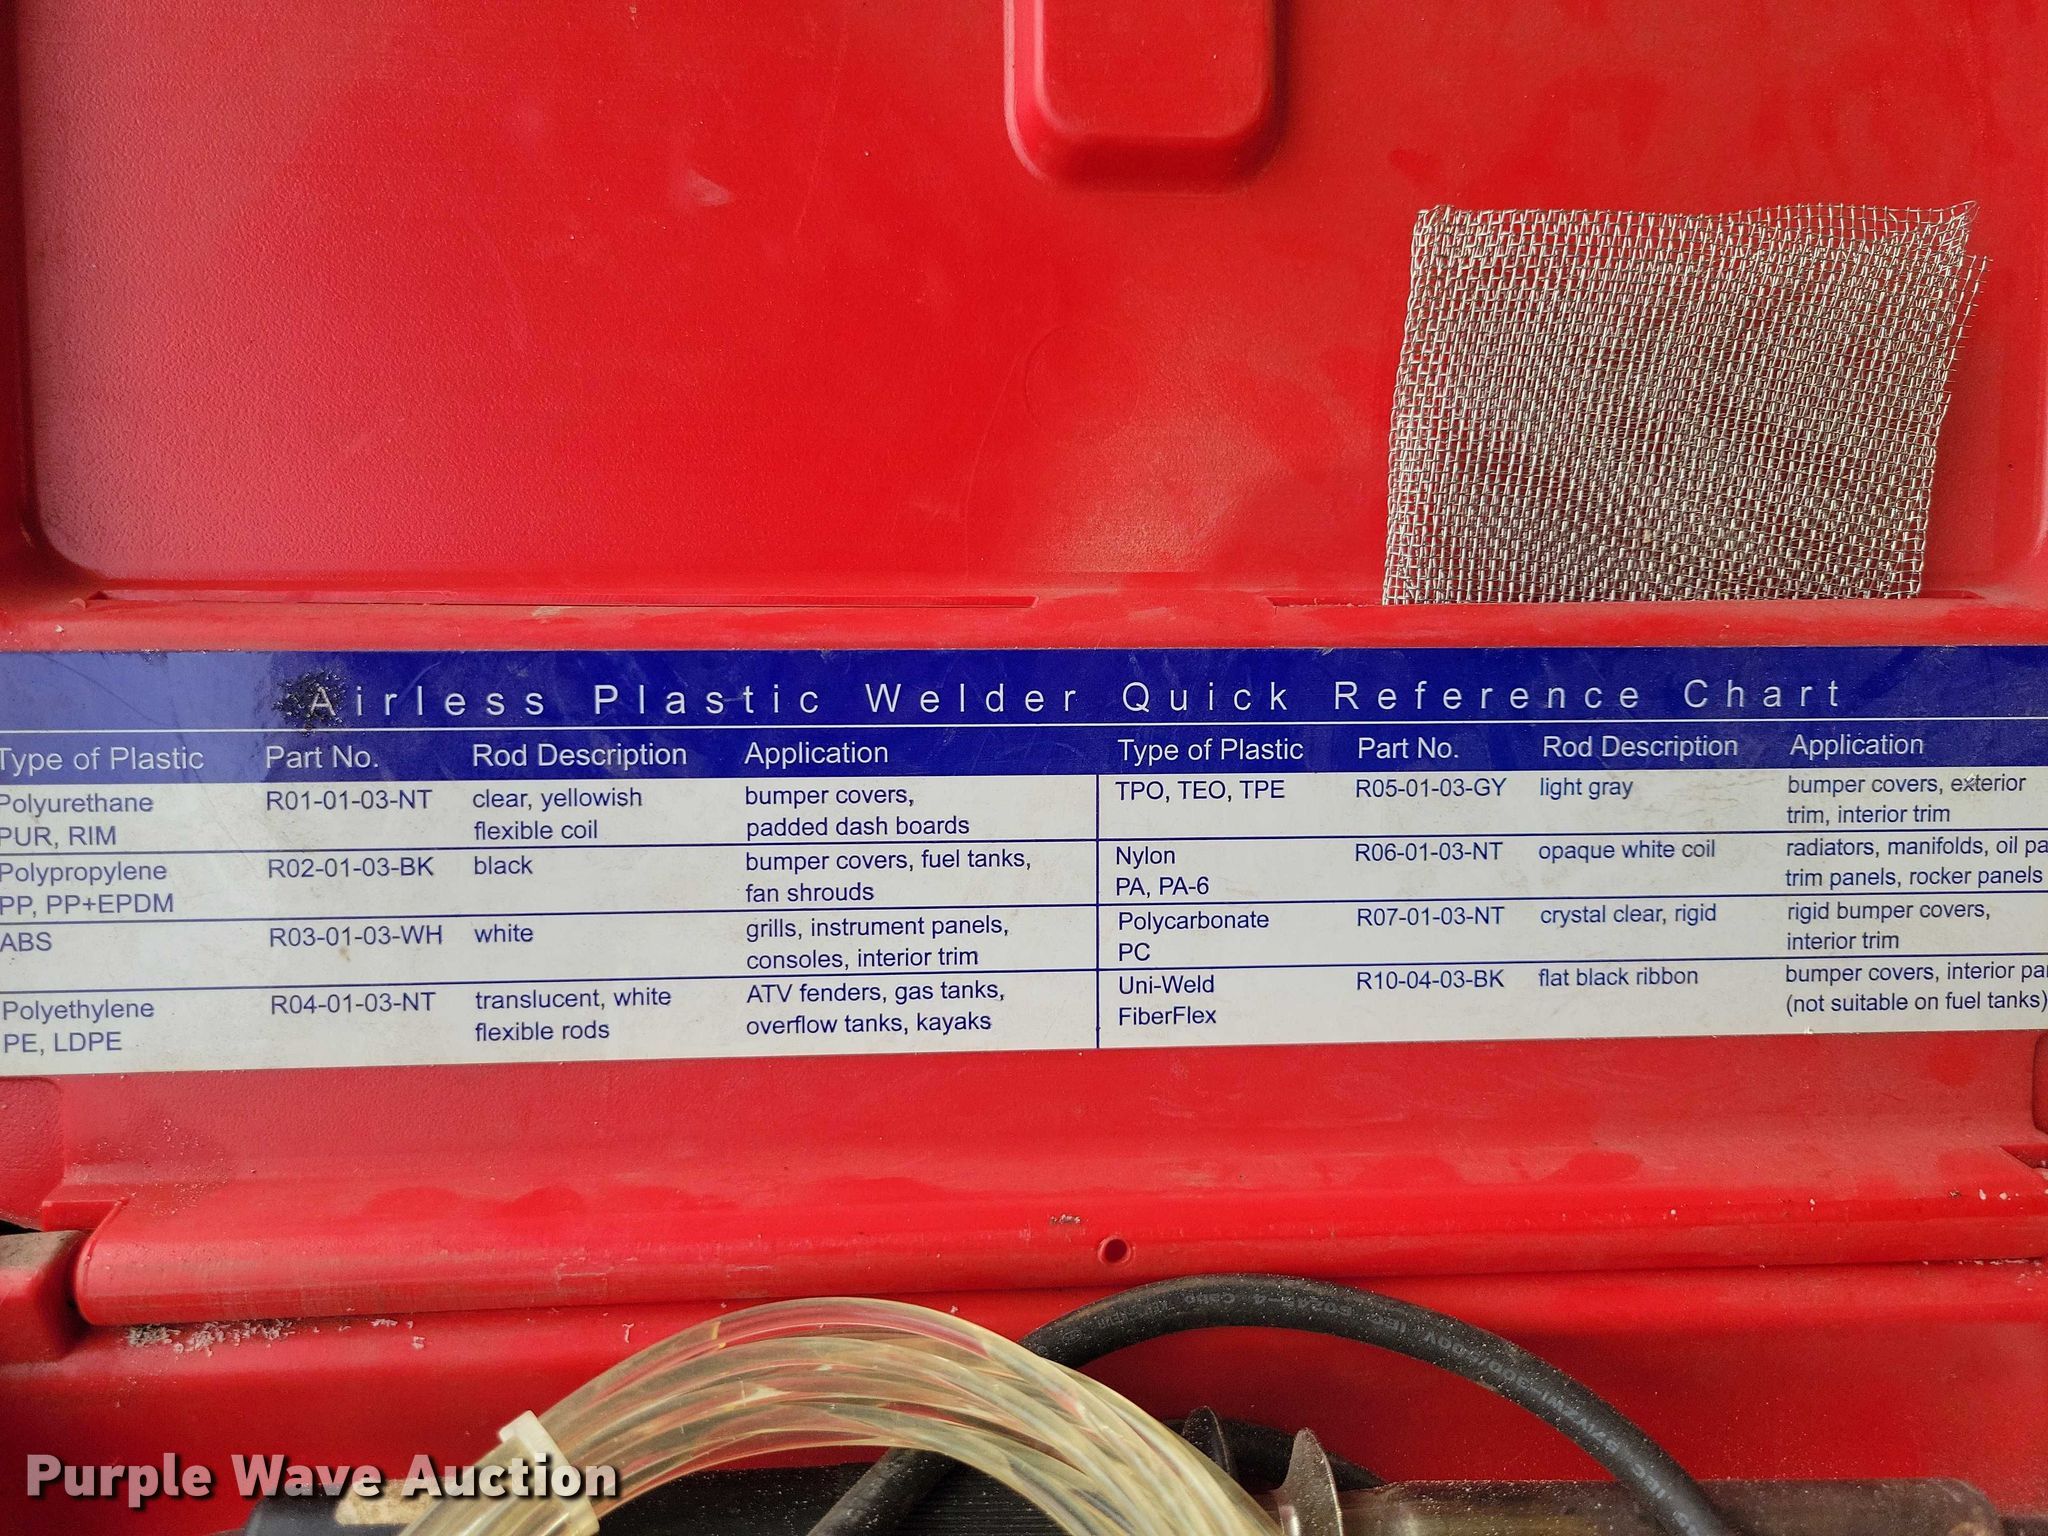 Airless Plastic Welder Quick Reference Chart
Type of Plastic Part No. Rod Description Application Type of Plastic Part No. Rod Description Application
Polyurethane R01-01-03-NT clear, yellowish bumper covers,
PUR, RIM flexible coil padded dash boards
Polypropylene R02-01-03-BK black bumper covers, fuel tanks,
PP, PP+EPDM fan shrouds
ABS R03-01-03-WH white grills, instrument panels,
consoles, interior trim
Polyethylene R04-01-03-NT translucent, white ATV fenders, gas tanks,
PE, LDPE flexible rods overflow tanks, kayaks
TPO, TEO, TPE R05-01-03-GY light gray bumper covers, exterior
trim, interior trim
Nylon R06-01-03-NT opaque white coil radiators, manifolds, oil pa
PA, PA-6 trim panels, rocker panels
Polycarbonate R07-01-03-NT crystal clear, rigid rigid bumper covers,
PC interior trim
Uni-Weld R10-04-03-BK flat black ribbon bumper covers, interior pa
FiberFlex (not suitable on fuel tanks)
Purple Wave Auction